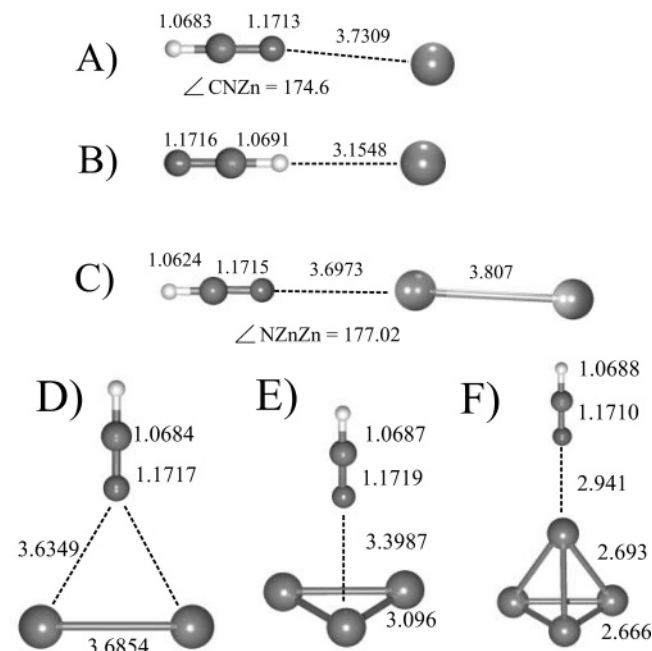 1.0683 1.1713
3.7309
A)
∠ CNZn = 174.6
1.1716 1.0691
3.1548
B)
1.0624 1.1715 3.6973 3.807
C)
∠ NZnZn = 177.02
D) E) F)
1.0688
1.1710
1.0684
1.1717
1.0687
1.1719
2.941
3.6349
3.3987
2.693
3.096
2.666
3.6854